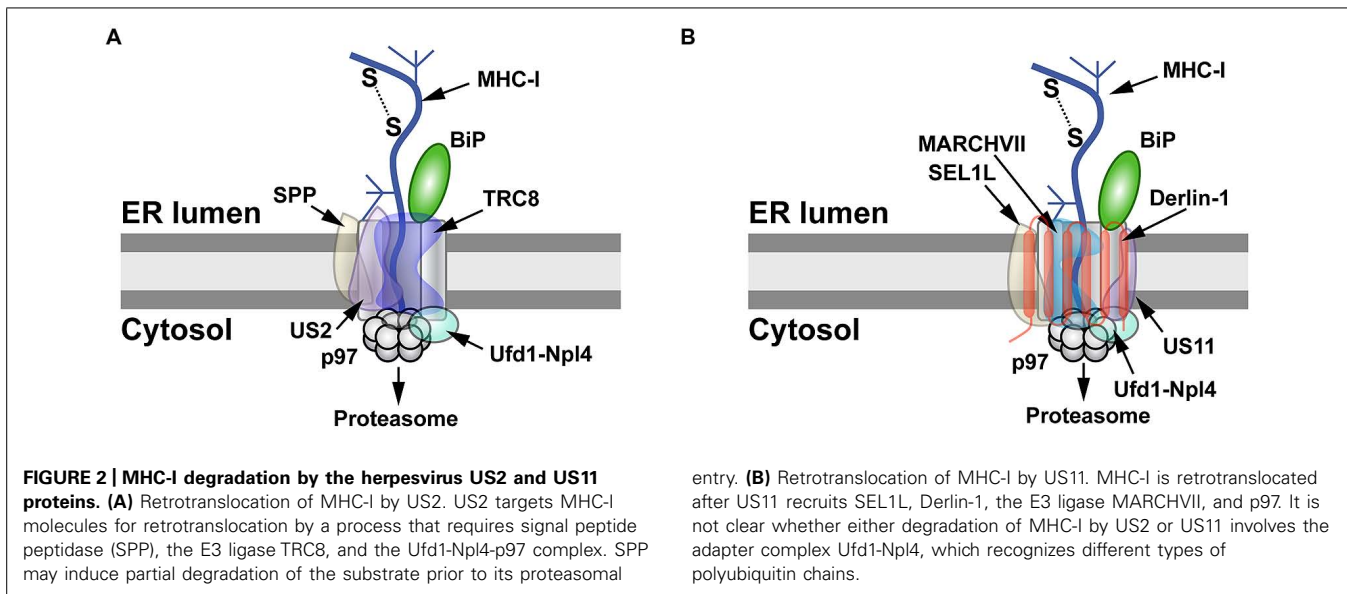 A
S
S
MHC-I
BiP
SPP
TRC8
ER lumen
Cytosol
US2
p97
Ufd1-Npl4
Proteasome
B
S
S
MHC-I
MARCHVII
SEL1L
BiP
Derlin-1
ER lumen
Cytosol
US11
p97
Ufd1-Npl4
Proteasome
FIGURE 2 | MHC-I degradation by the herpesvirus US2 and US11
proteins. (A) Retrotranslocation of MHC-I by US2. US2 targets MHC-I
molecules for retrotranslocation by a process that requires signal peptide
peptidase (SPP), the E3 ligase TRC8, and the Ufd1-Npl4-p97 complex. SPP
may induce partial degradation of the substrate prior to its proteasomal
entry. (B) Retrotranslocation of MHC-I by US11. MHC-I is retrotranslocated
after US11 recruits SEL1L, Derlin-1, the E3 ligase MARCHVII, and p97. It is
not clear whether either degradation of MHC-I by US2 or US11 involves the
adapter complex Ufd1-Npl4, which recognizes different types of
polyubiquitin chains.